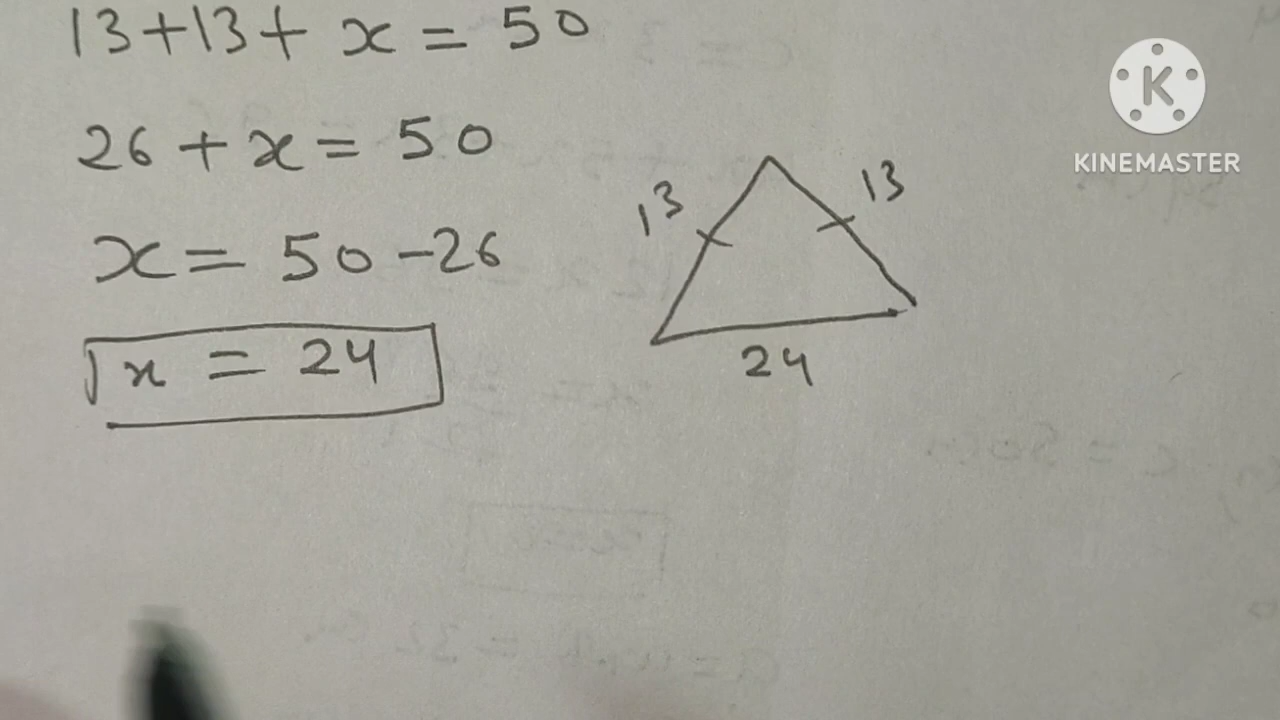 13+13+ x = 50
26 + x = 50
x = 50 - 26
x = 24
13
13
24
K
KINEMASTER